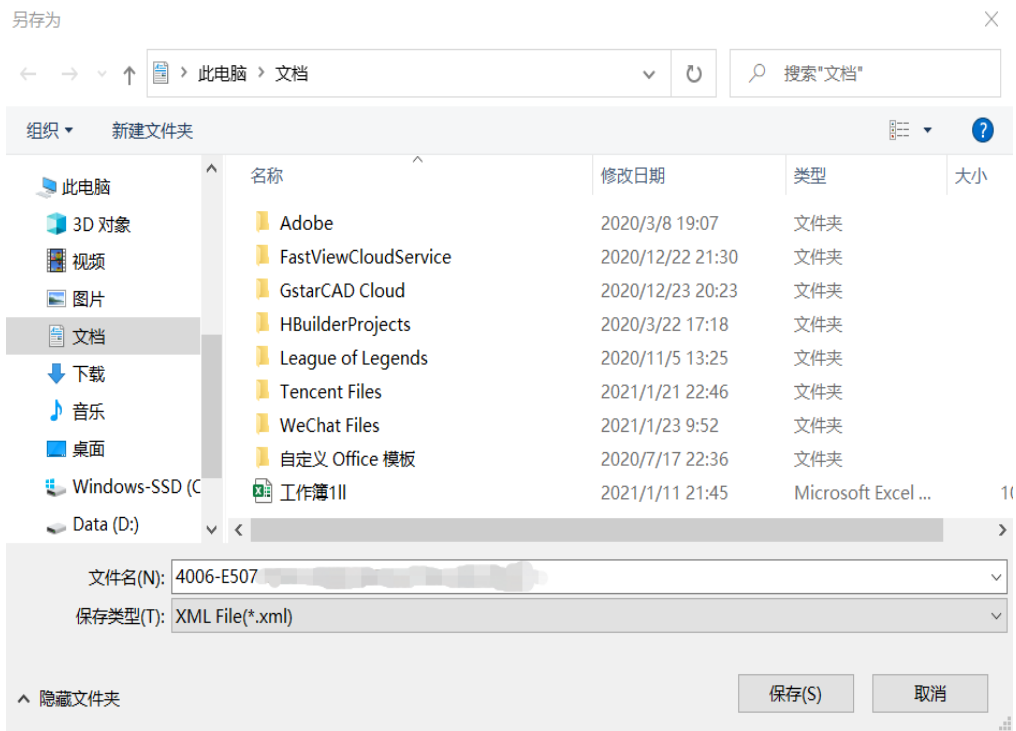 另存为
此电脑 文档
搜索"文档"
组织 新建文件夹
?
名称 修改日期 类型 大小
此电脑
3D 对象
视频
图片
文档
下载
音乐
桌面
Windows-SSD (C
Data (D:)
Adobe 2020/3/8 19:07 文件夹
FastViewCloudService 2020/12/22 21:30 文件夹
GstarCAD Cloud 2020/12/23 20:23 文件夹
HBuilderProjects 2020/3/22 17:18 文件夹
League of Legends 2020/11/5 13:25 文件夹
Tencent Files 2021/1/21 22:46 文件夹
WeChat Files 2021/1/23 9:52 文件夹
自定义 Office 模板 2020/7/17 22:36 文件夹
工作簿1ll 2021/1/11 21:45 Microsoft Excel ... 10
文件名(N): 4006-E507
保存类型(T): XML File(*.xml)
隐藏文件夹
保存(S) 取消